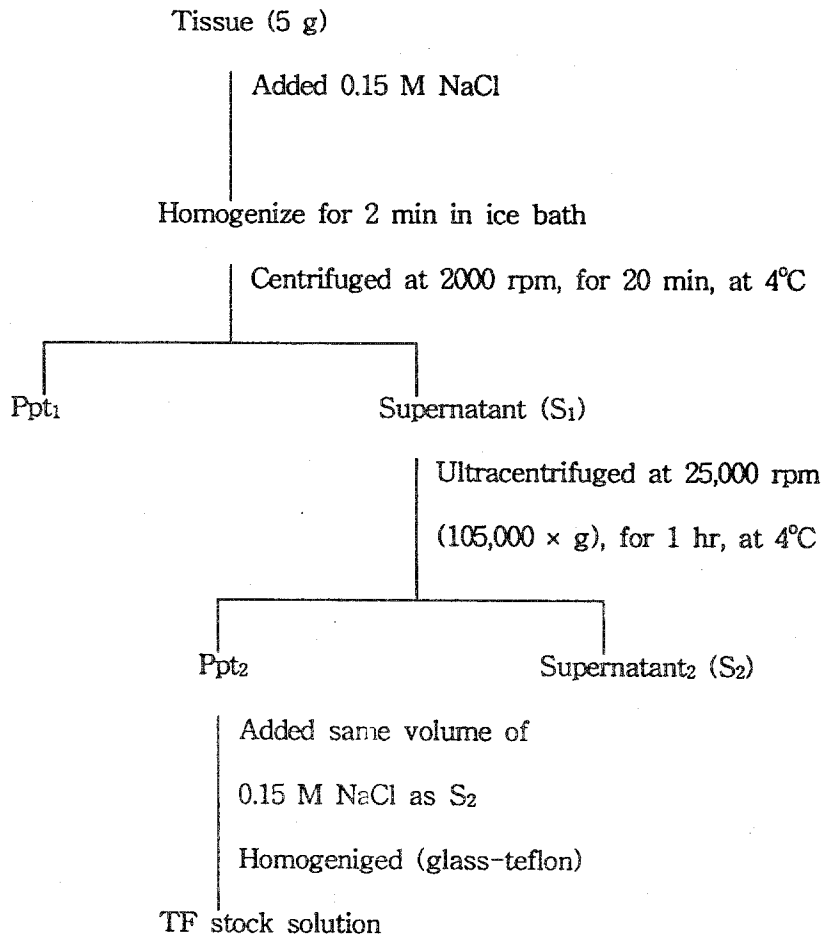 Tissue (5 g)
Added 0.15 M NaCl
Homogenize for 2 min in ice bath
Centrifuged at 2000 rpm, for 20 min, at 4°C
Ppt₁
Supernatant (S₁)
Ultracentrifuged at 25,000 rpm
(105,000 × g), for 1 hr, at 4°C
Ppt₂
Supernatant₂ (S₂)
Added same volume of
0.15 M NaCl as S₂
Homogeniged (glass-teflon)
TF stock solution